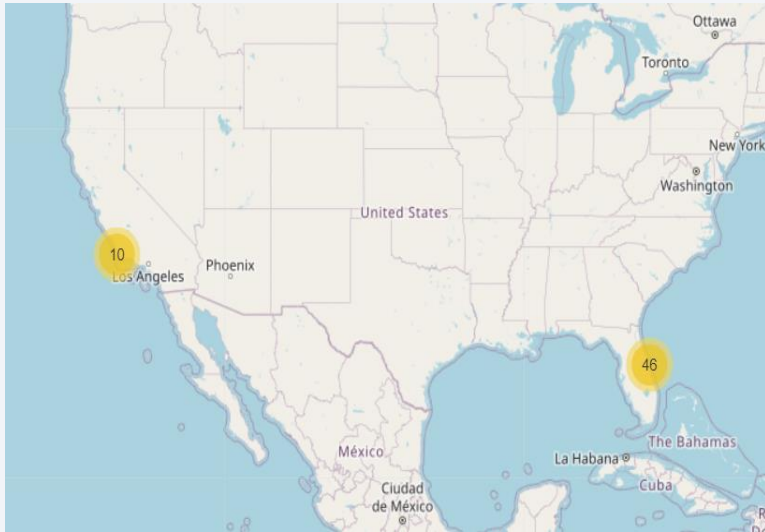 Ottawa
Toronto
New York
Washington
United States
10
Los Angeles
Phoenix
46
The Bahamas
La Habana
México
Cuba
Ciudad
de México